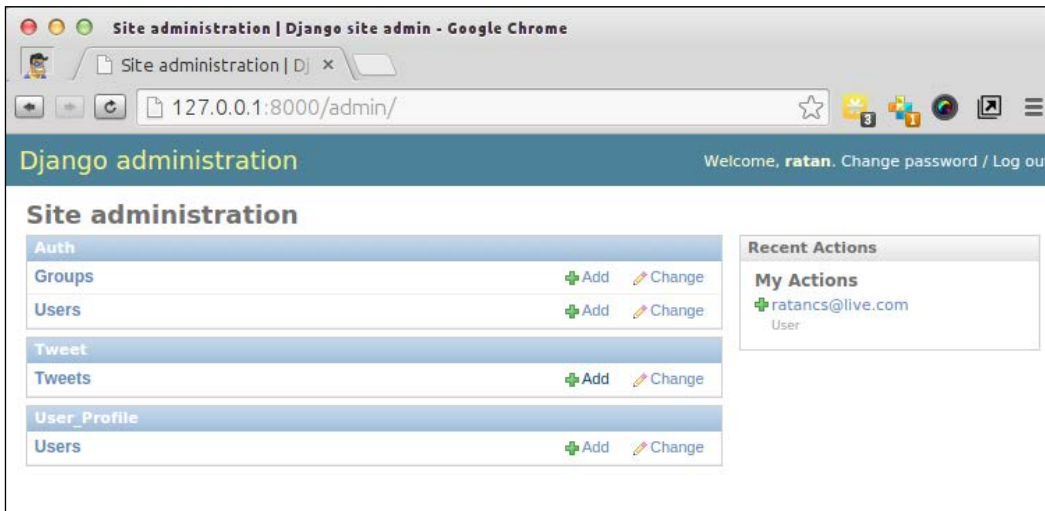 Site administration | Django site admin - Google Chrome
Site administration | Dj
127.0.0.1:8000/admin/
3
1
Django administration
Welcome, ratan. Change password / Log ou
Site administration
Auth
Groups Add Change
Users Add Change
Tweet
Tweets Add Change
User_Profile
Users Add Change
Recent Actions
My Actions
ratancs@live.com
User